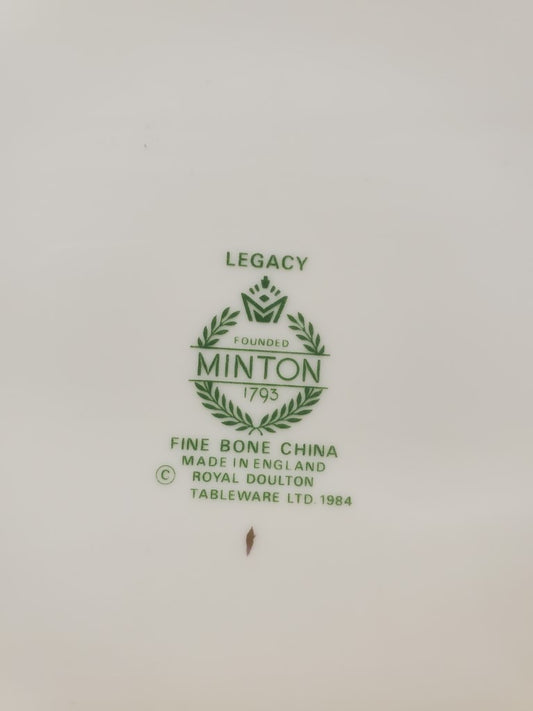 LEGACY
FOUNDED
MINTON
1793
FINE BONE CHINA
MADE IN ENGLAND
© ROYAL DOULTON
TABLEWARE LTD. 1984